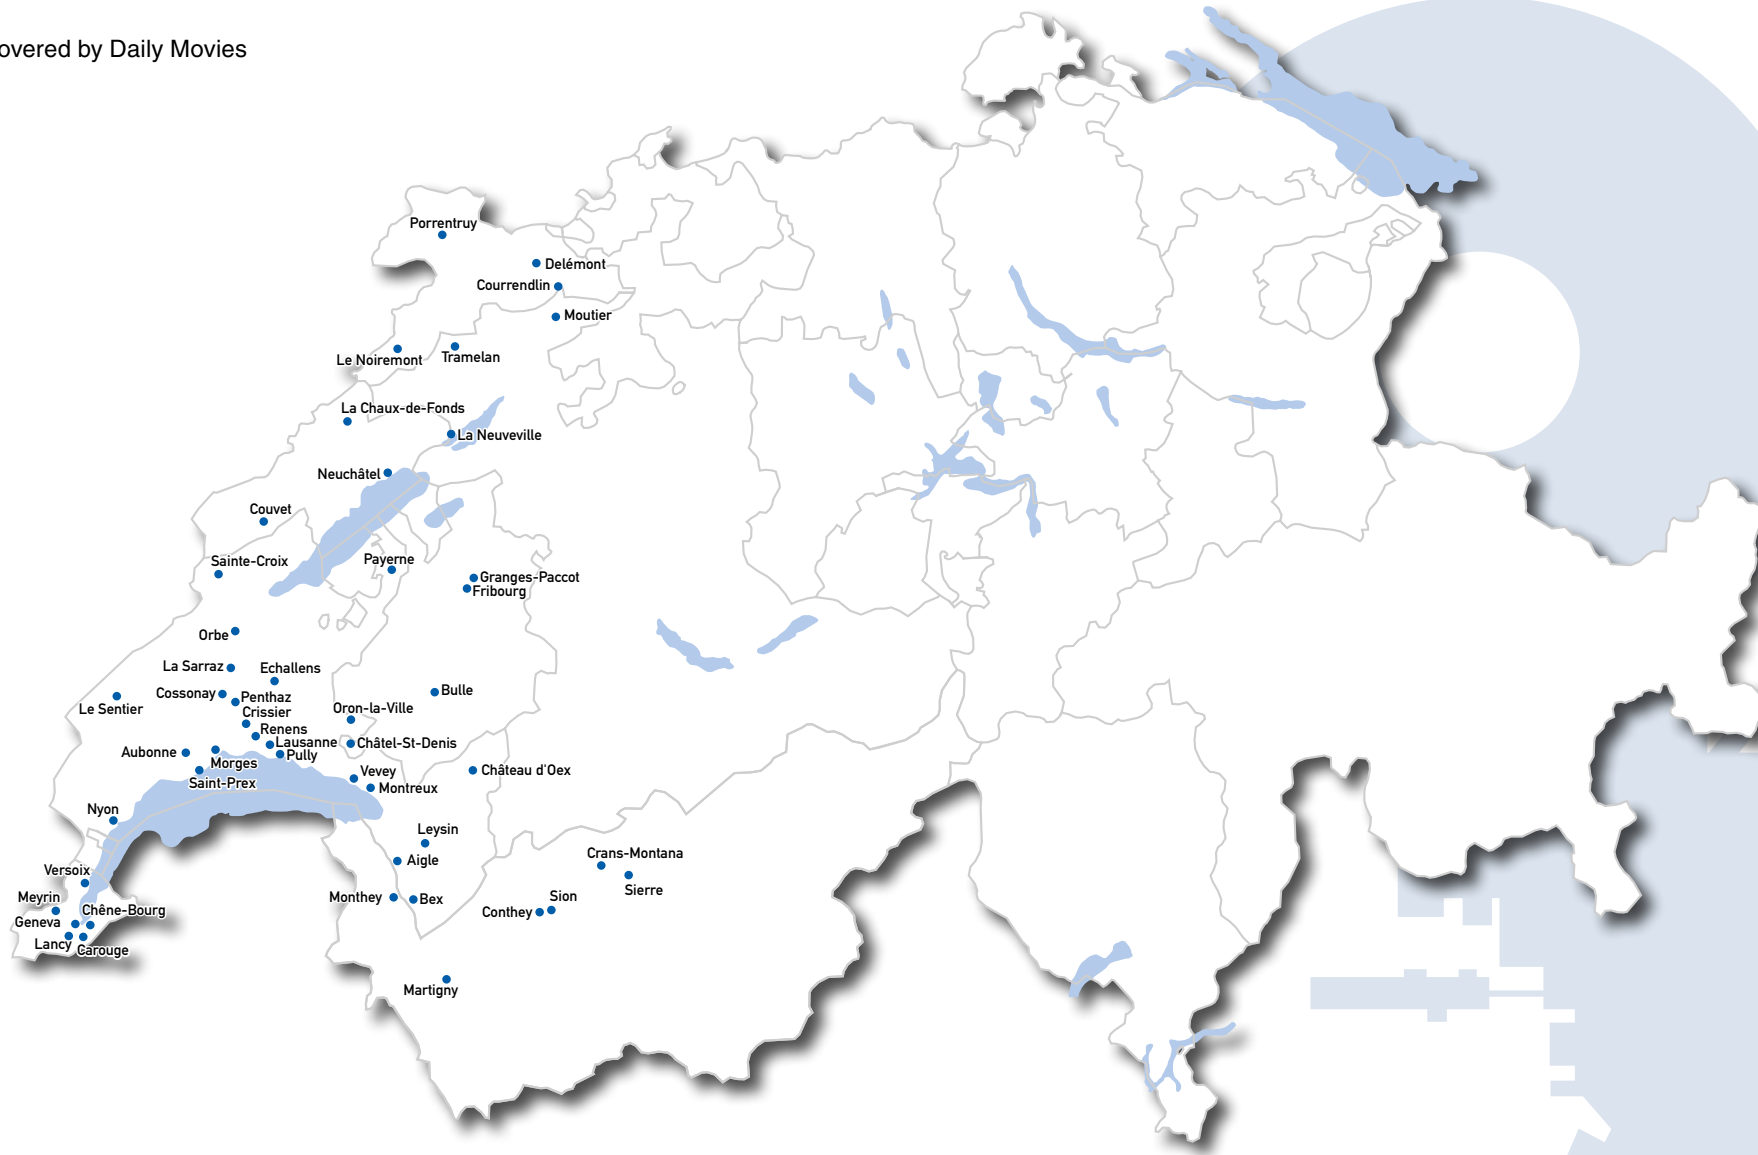 overed by Daily Movies
Porrentruy
Delémont
Courrendlin
Moutier
Le Noiremont
Tramelan
La Chaux-de-Fonds
La Neuveville
Neuchâtel
Couvet
Sainte-Croix
Payerne
Granges-Paccot
Fribourg
Orbe
La Sarraz
Echallens
Cossonay
Penthaz
Le Sentier
Crissier
Bulle
Oron-la-Ville
Renens
Lausanne
Châtel-St-Denis
Aubonne
Pully
Morges
Saint-Prex
Vevey
Château d'Oex
Montreux
Nyon
Leysin
Aigle
Crans-Montana
Versoix
Sierre
Meyrin
Monthey
Bex
Sion
Chêne-Bourg
Conthey
Geneva
Lancy
Carouge
Martigny